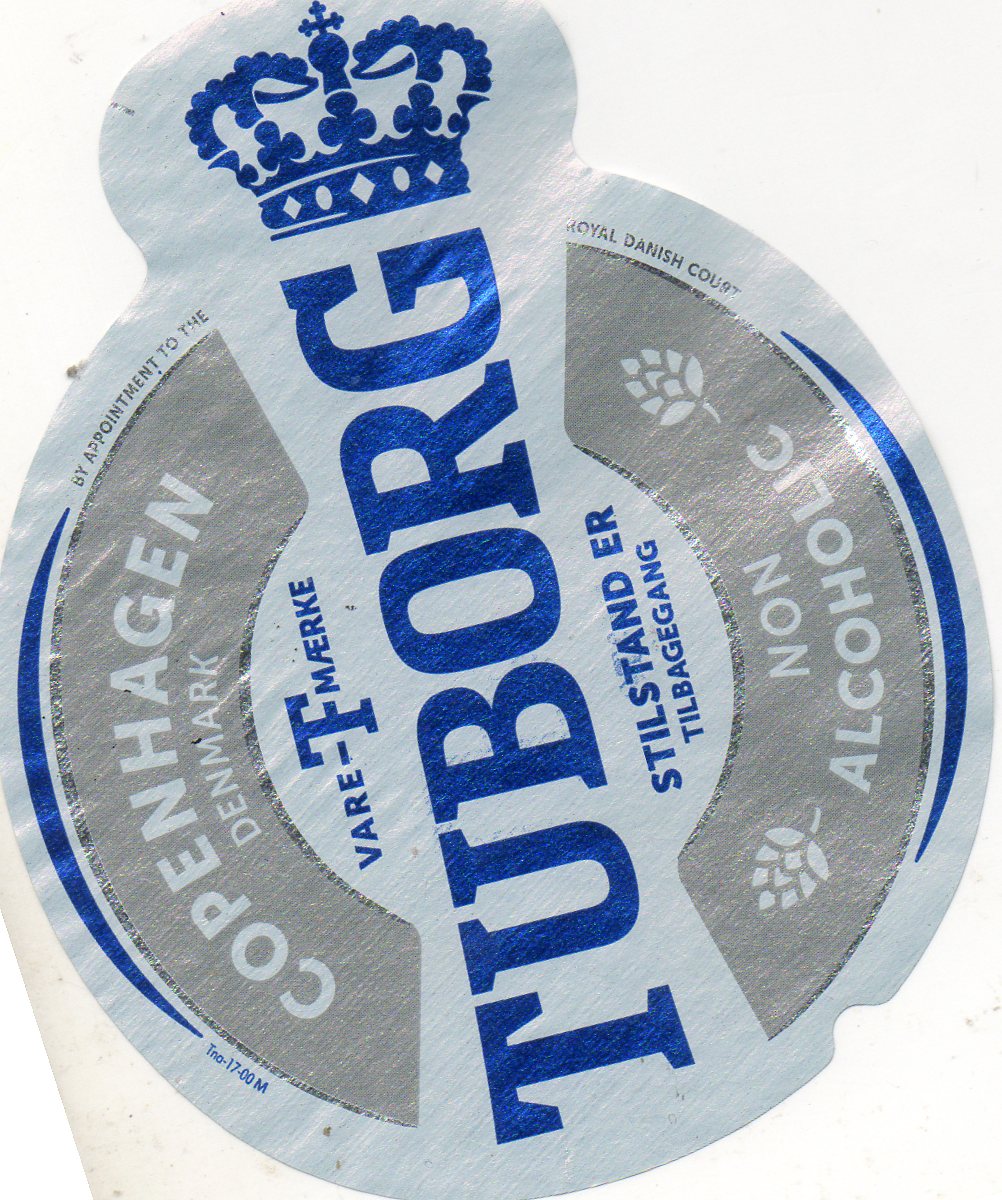 BY APPOINTMENT TO THE
ROYAL DANISH COURT
COPENHAGEN
DENMARK
VARE-T MÆRKE
TUBORG
STILSTAND ER
TILBAGEGANG
NON
ALCOHOLIC
Tna-17-00 M